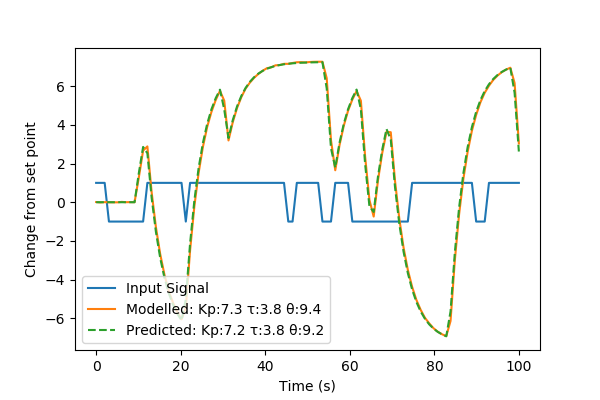 6
4
2
0
−2
−4
−6
Change from set point
Input Signal
Modelled: Kp:7.3 τ:3.8 θ:9.4
Predicted: Kp:7.2 τ:3.8 θ:9.2
0 20 40 60 80 100
Time (s)